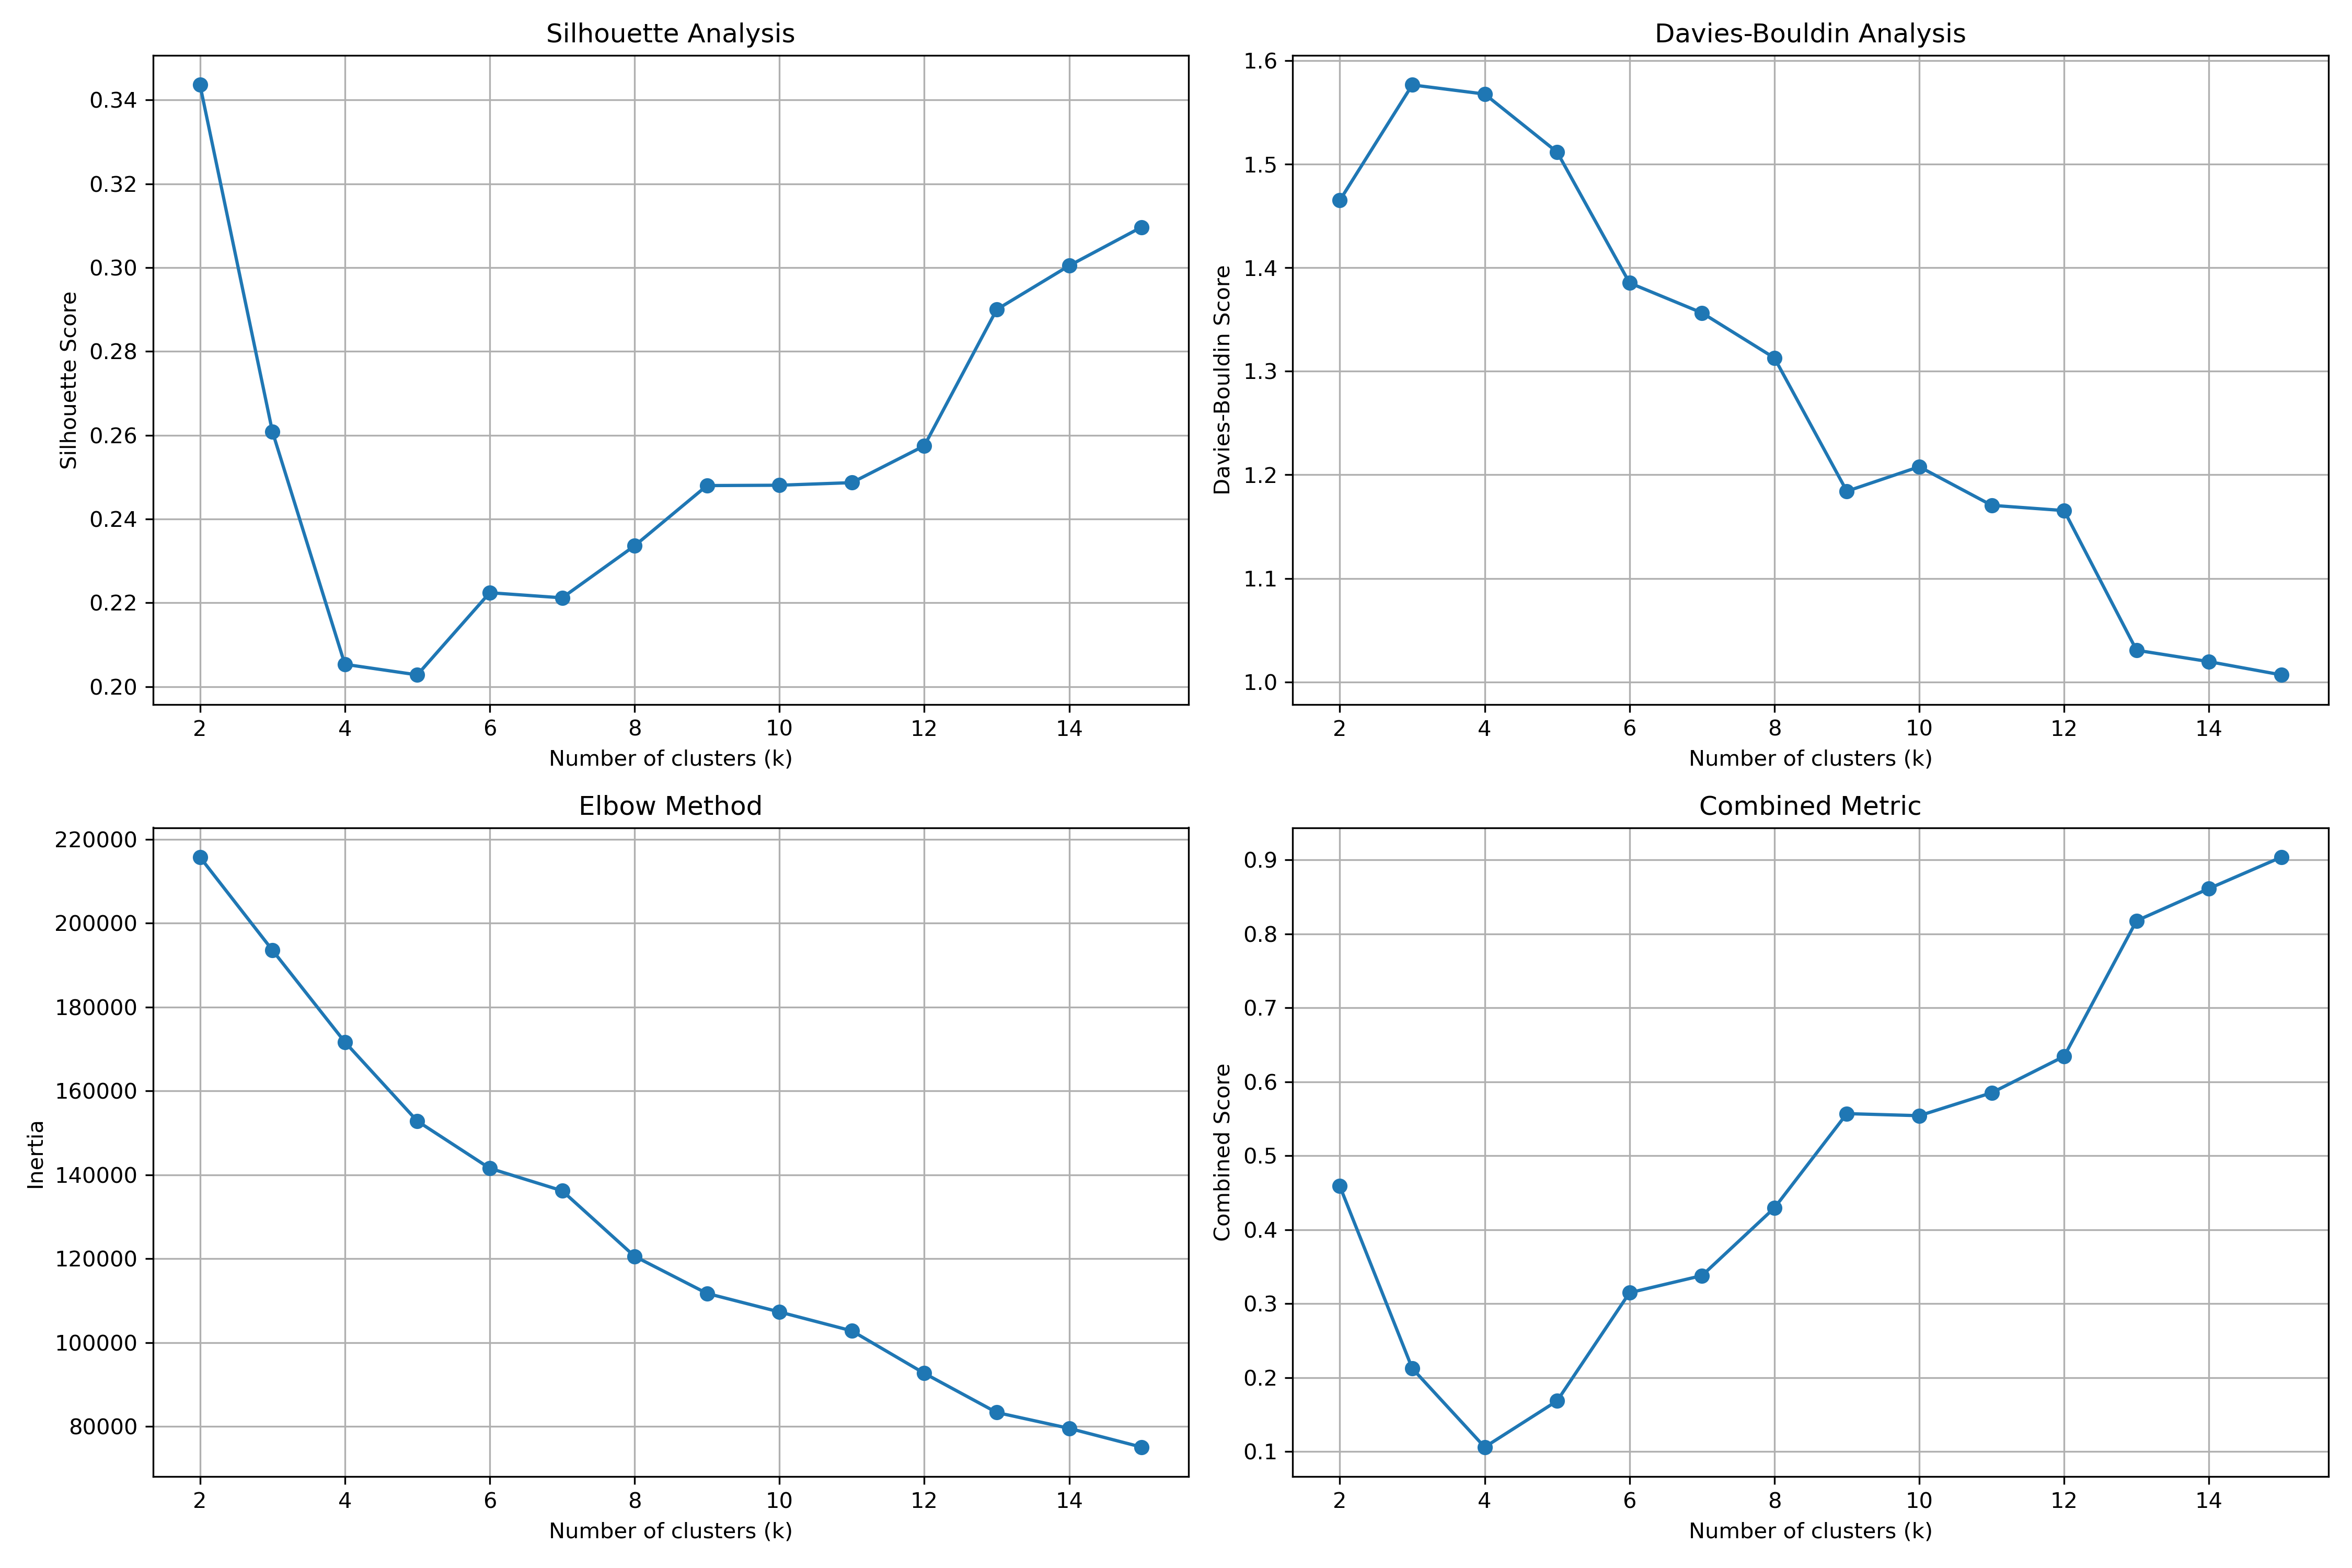 Silhouette Analysis
Silhouette Score
0.34
0.32
0.30
0.28
0.26
0.24
0.22
0.20
2 4 6 8 10 12 14
Number of clusters (k)
Davies-Bouldin Analysis
Davies-Bouldin Score
1.6
1.5
1.4
1.3
1.2
1.1
1.0
2 4 6 8 10 12 14
Number of clusters (k)
Elbow Method
Inertia
220000
200000
180000
160000
140000
120000
100000
80000
2 4 6 8 10 12 14
Number of clusters (k)
Combined Metric
Combined Score
0.9
0.8
0.7
0.6
0.5
0.4
0.3
0.2
0.1
2 4 6 8 10 12 14
Number of clusters (k)